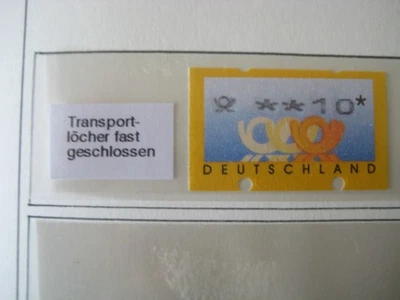 Transport-
löcher fast
geschlossen
**10*
DEUTSCHLAND